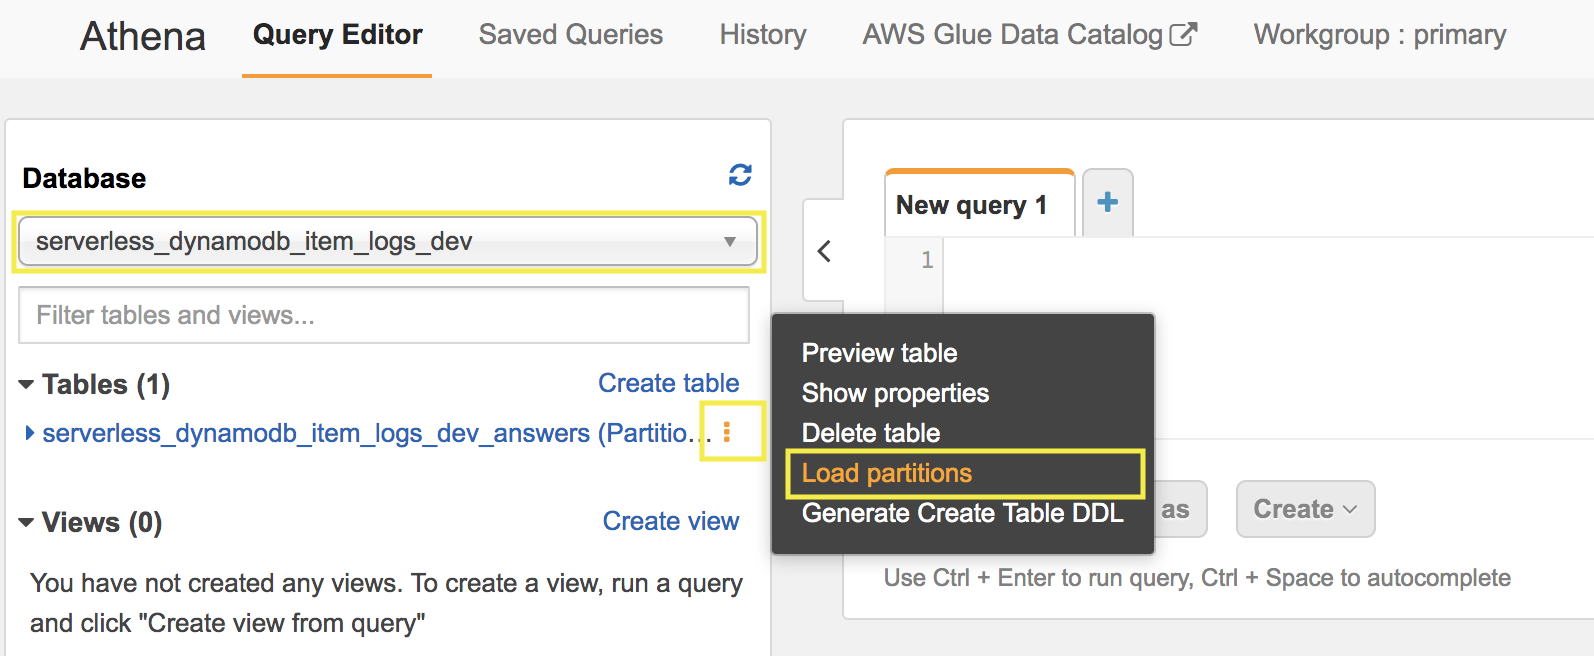 Athena Query Editor Saved Queries History AWS Glue Data Catalog Workgroup : primary
Database
serverless_dynamodb_item_logs_dev
Filter tables and views...
Tables (1) Create table
serverless_dynamodb_item_logs_dev_answers (Partitio...
Views (0) Create view
You have not created any views. To create a view, run a query
and click "Create view from query"
New query 1 +
1
Preview table
Show properties
Delete table
Load partitions
Generate Create Table DDL
as Create
Use Ctrl + Enter to run query, Ctrl + Space to autocomplete